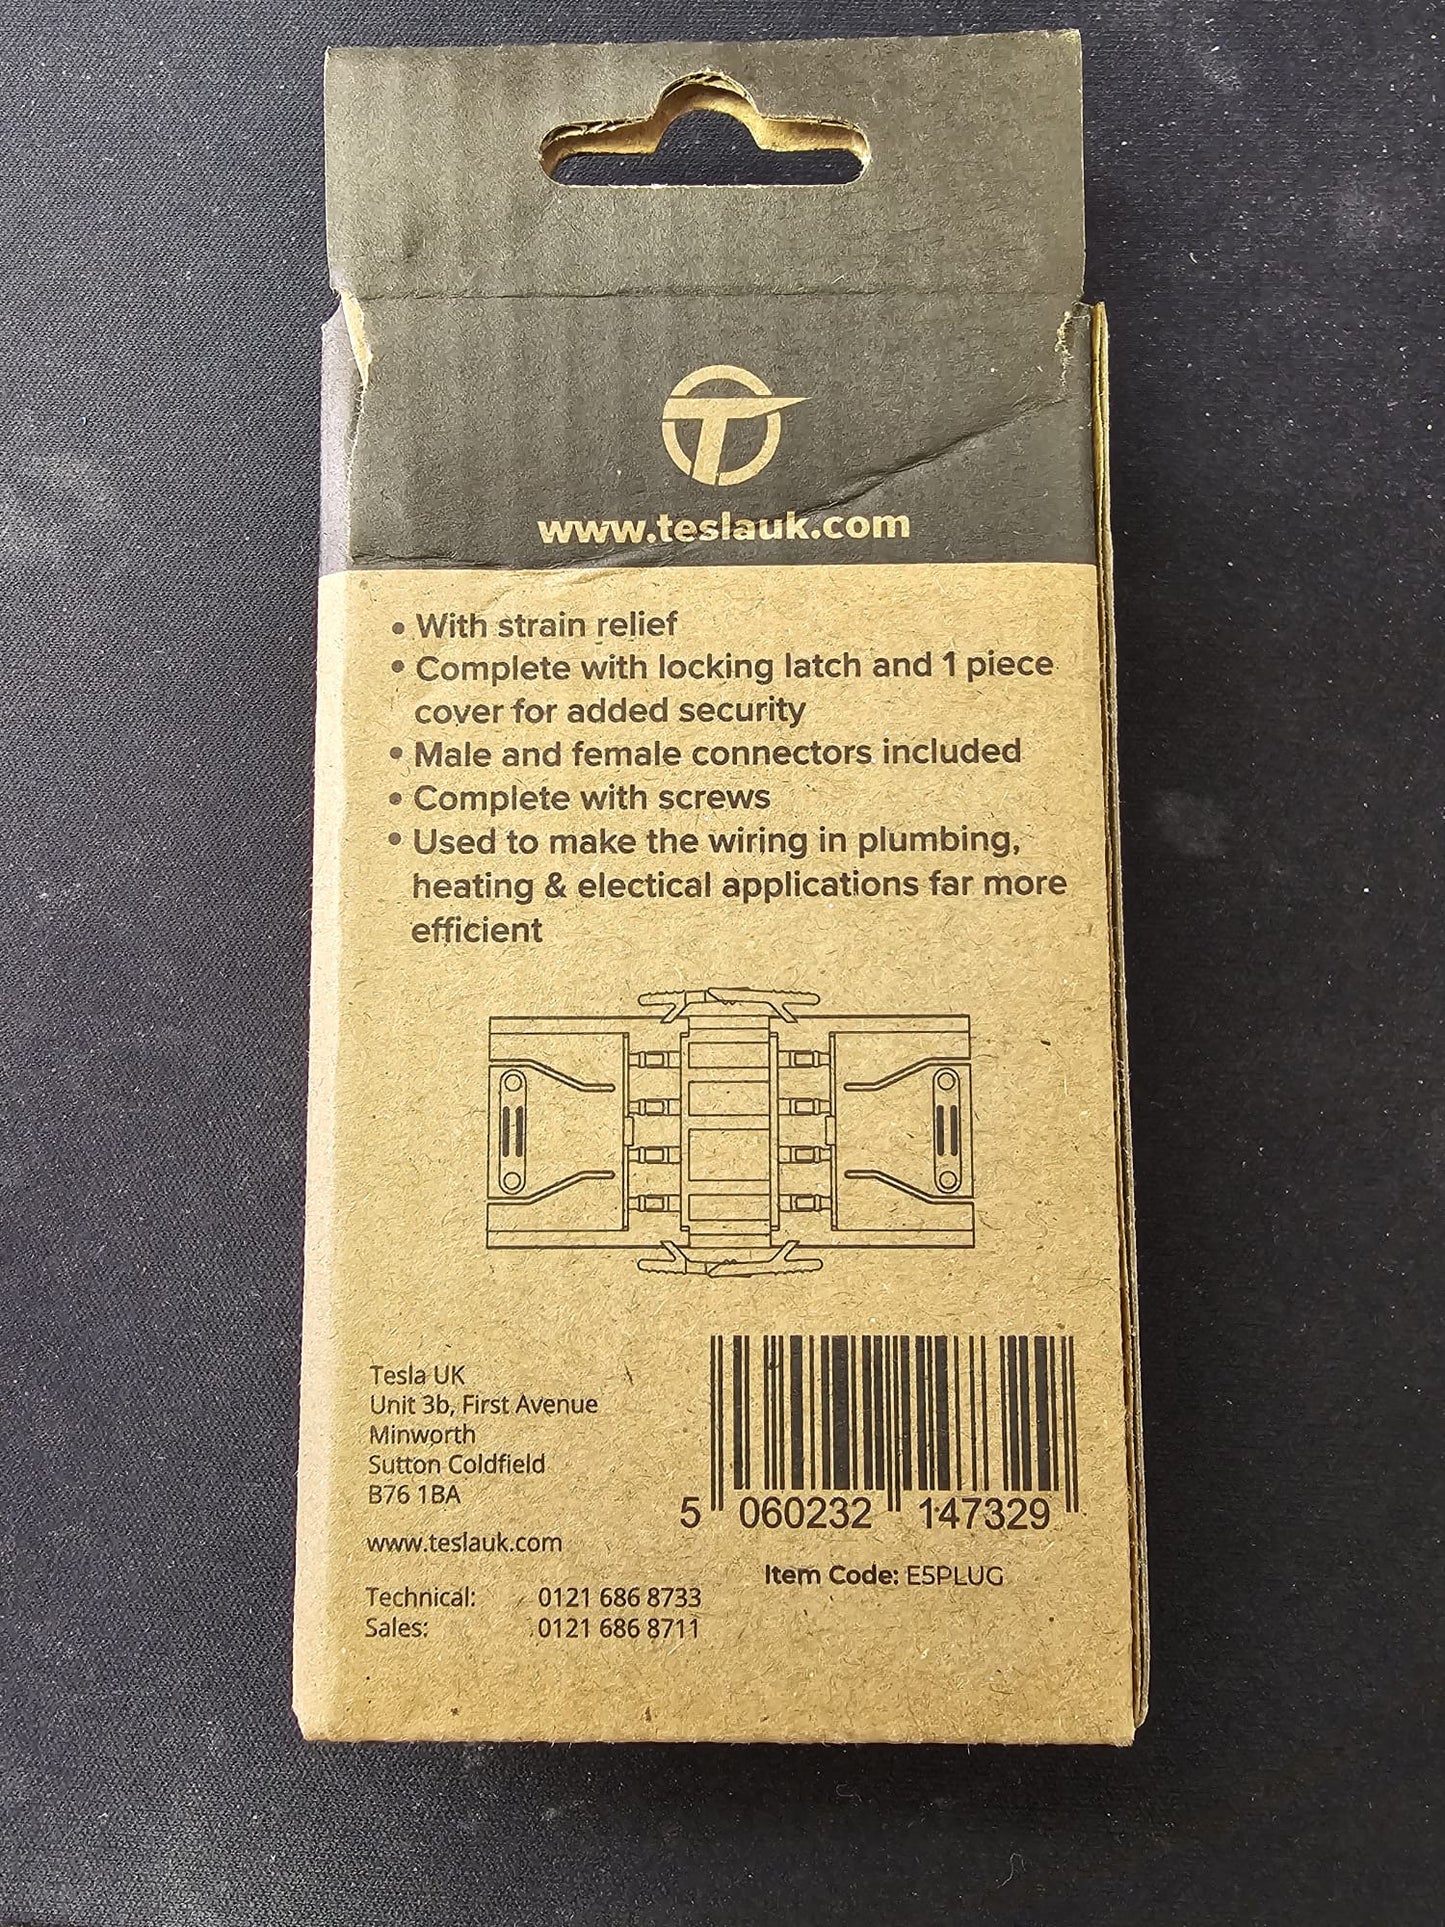 www.teslauk.com
• With strain relief
• Complete with locking latch and 1 piece
cover for added security
• Male and female connectors included
• Complete with screws
• Used to make the wiring in plumbing,
heating & electical applications far more
efficient
Tesla UK
Unit 3b, First Avenue
Minworth
Sutton Coldfield
B76 1BA
www.teslauk.com
Technical: 0121 686 8733
Sales: 0121 686 8711
5 060232 147329
Item Code: E5PLUG